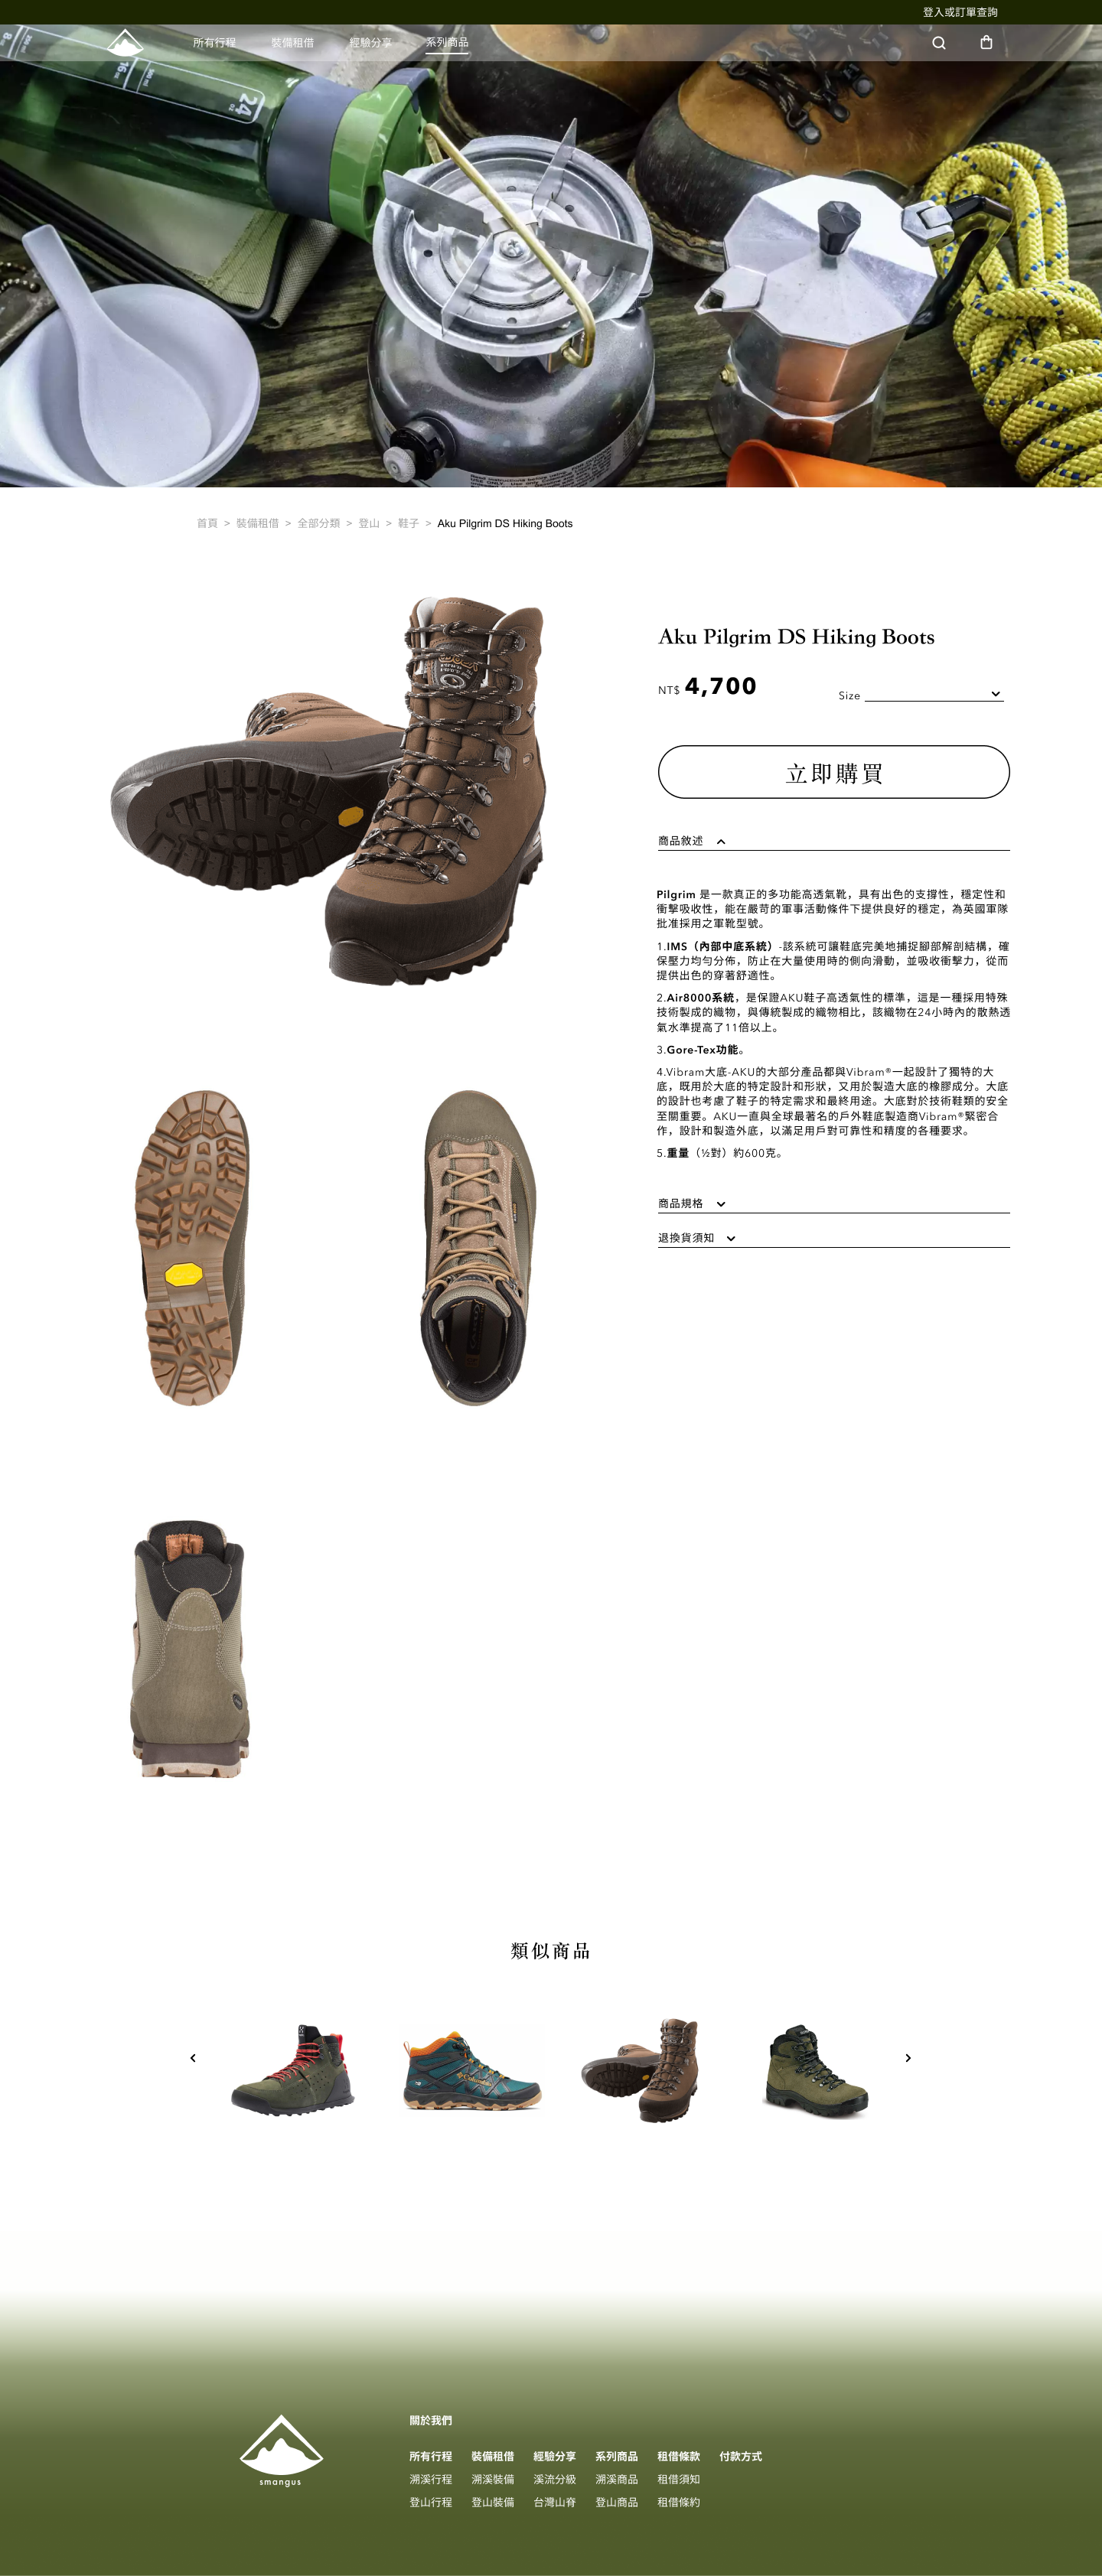 登入或訂單查詢
所有行程 裝備租借 經驗分享 系列商品
24
oz
16
oz
首頁 > 裝備租借 > 全部分類 > 登山 > 鞋子 > Aku Pilgrim DS Hiking Boots
Aku Pilgrim DS Hiking Boots
NT$ 4,700
Size
立即購買
商品敘述
Pilgrim 是一款真正的多功能高透氣靴，具有出色的支撐性，穩定性和
衝擊吸收性，能在嚴苛的軍事活動條件下提供良好的穩定，為英國軍隊
批准採用之軍靴型號。
1.IMS（內部中底系統）-該系統可讓鞋底完美地捕捉腳部解剖結構，確
保壓力均勻分佈，防止在大量使用時的側向滑動，並吸收衝擊力，從而
提供出色的穿著舒適性。
2.Air8000系統，是保證AKU鞋子高透氣性的標準，這是一種採用特殊
技術製成的織物，與傳統製成的織物相比，該織物在24小時內的散熱透
氣水準提高了11倍以上。
3.Gore-Tex功能。
4.Vibram大底-AKU的大部分產品都與Vibram®一起設計了獨特的大
底，既用於大底的特定設計和形狀，又用於製造大底的橡膠成分。大底
的設計也考慮了鞋子的特定需求和最終用途。大底對於技術鞋類的安全
至關重要。AKU一直與全球最著名的戶外鞋底製造商Vibram®緊密合
作，設計和製造外底，以滿足用戶對可靠性和精度的各種要求。
5.重量（½對）約600克。
商品規格
退換貨須知
類似商品
Columbia
smangus
關於我們
所有行程 裝備租借 經驗分享 系列商品 租借條款 付款方式
溯溪行程 溯溪裝備 溪流分級 溯溪商品 租借須知
登山行程 登山裝備 台灣山脊 登山商品 租借條約